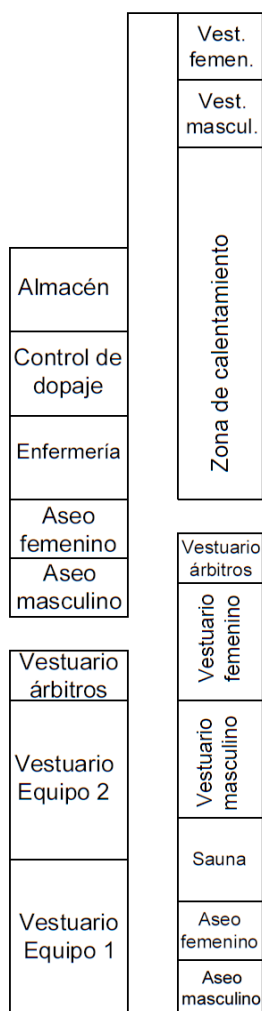 Vest.
femen.
Vest.
mascul.
Zona de calentamiento
Almacén
Control de
dopaje
Enfermería
Aseo
femenino
Aseo
masculino
Vestuario
árbitros
Vestuario
femenino
Vestuario
árbitros
Vestuario
Equipo 2
Vestuario
masculino
Sauna
Vestuario
Equipo 1
Aseo
femenino
Aseo
masculino